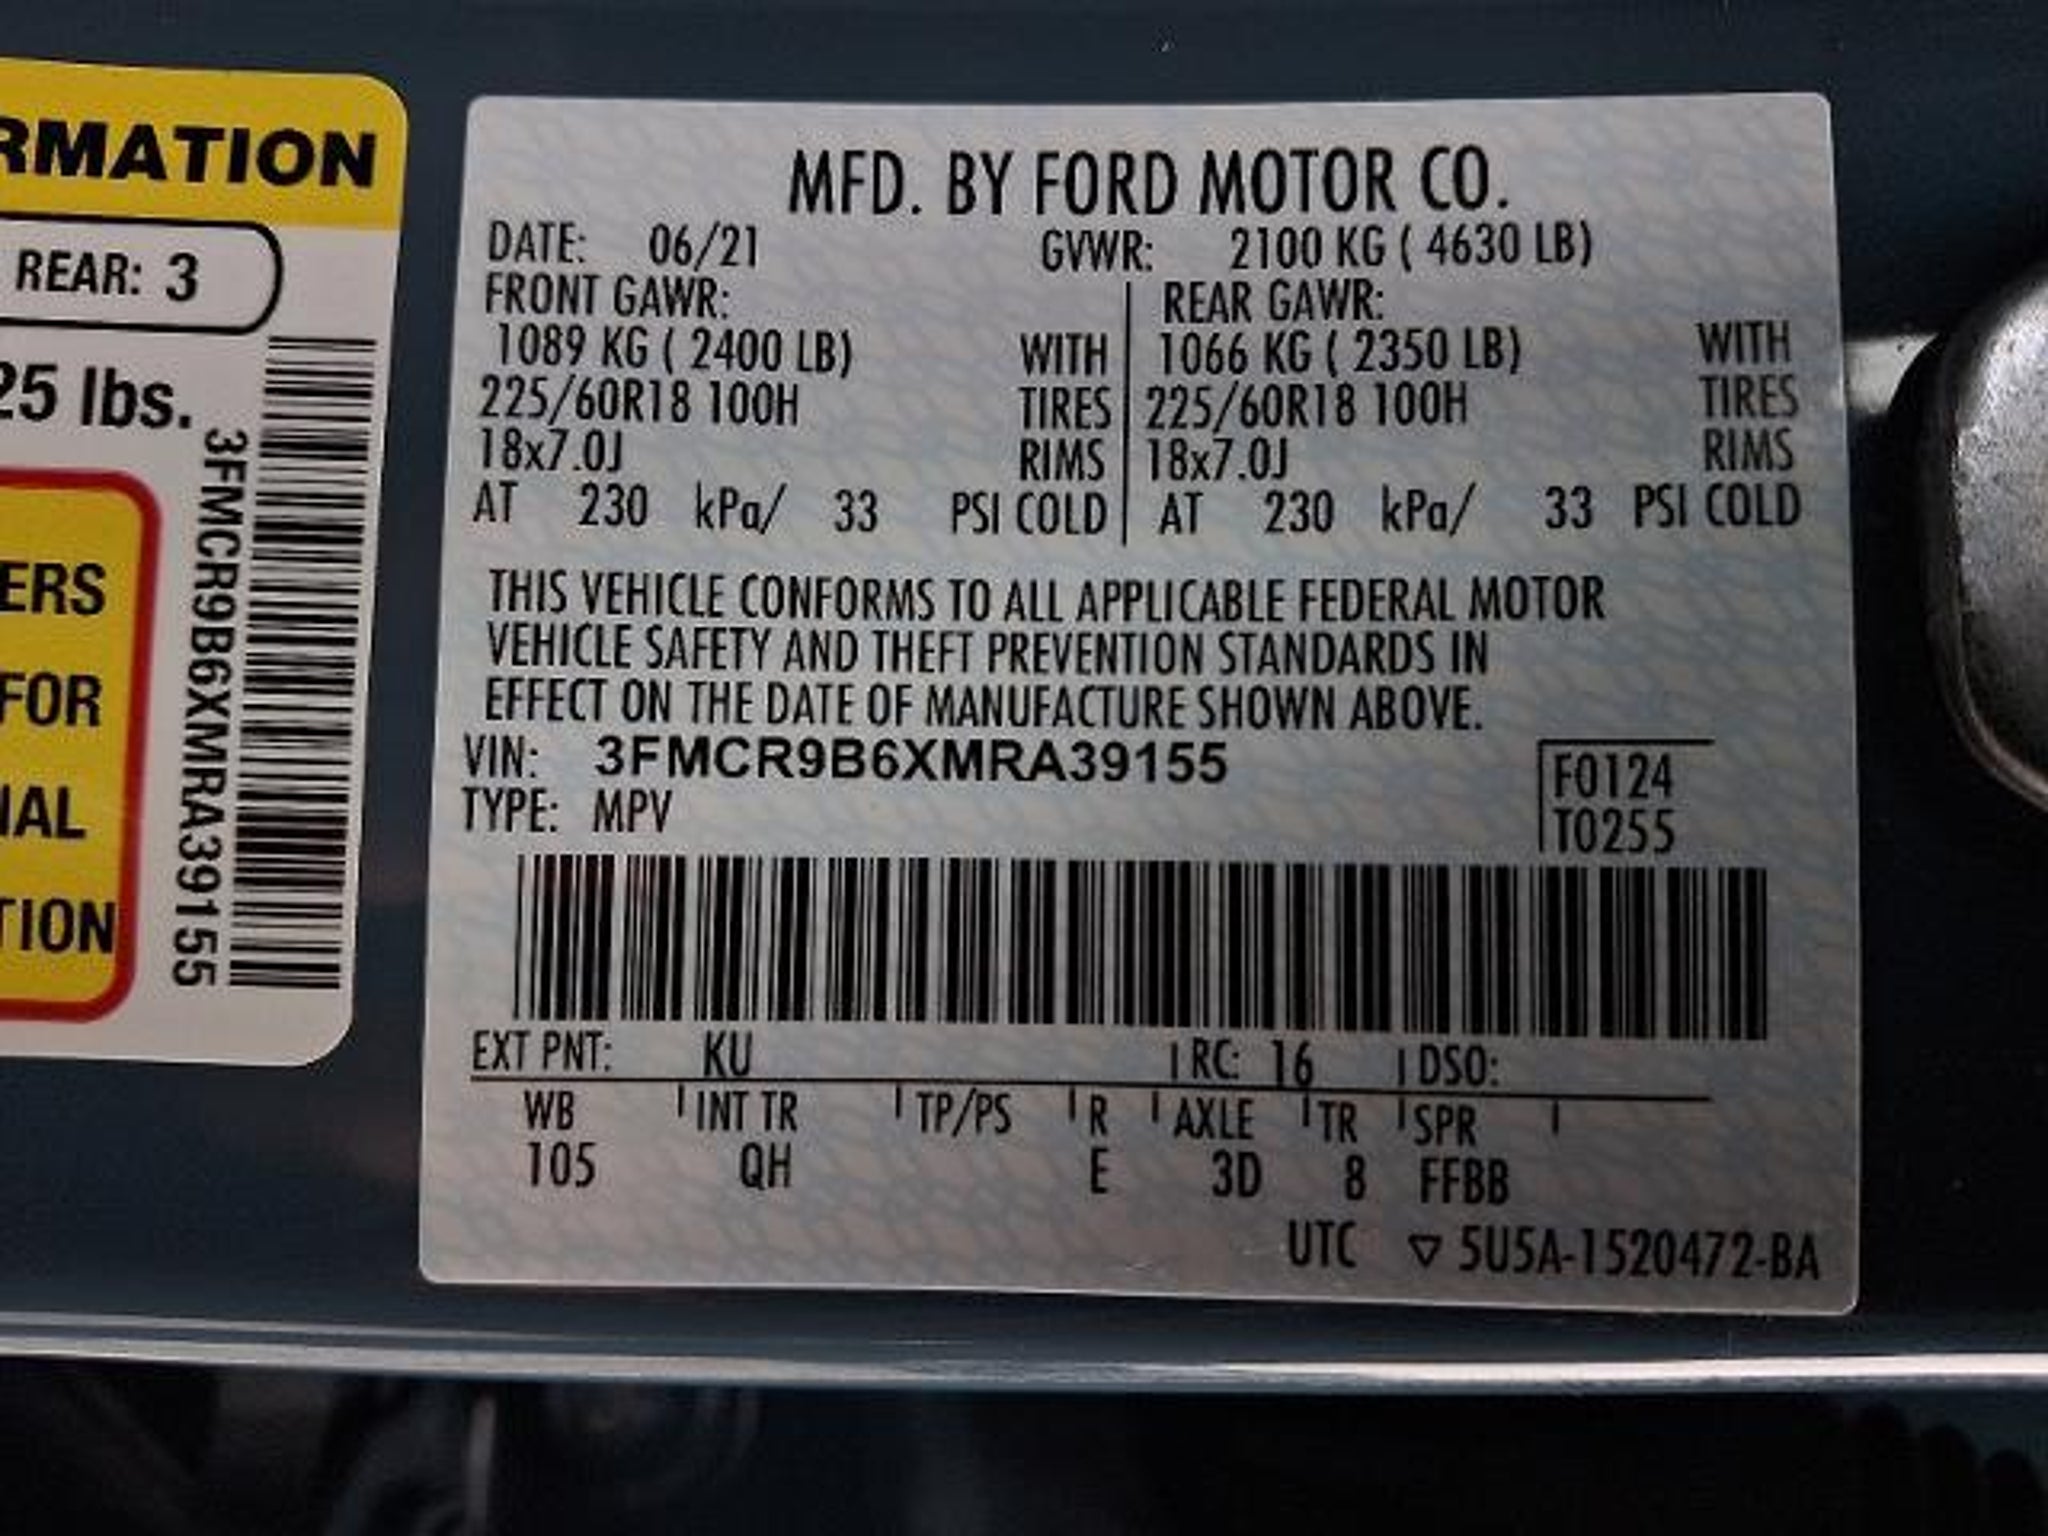 RMATION
REAR: 3
25 lbs.
ERS
FOR
IAL
TION
3FMCR9B6XMRA39155
MFD. BY FORD MOTOR CO.
DATE: 06/21 GVWR: 2100 KG ( 4630 LB)
FRONT GAWR: REAR GAWR:
1089 KG ( 2400 LB) WITH 1066 KG ( 2350 LB) WITH
225/60R18 100H TIRES 225/60R18 100H TIRES
18x7.0J RIMS 18x7.0J RIMS
AT 230 kPa/ 33 PSI COLD AT 230 kPa/ 33 PSI COLD
THIS VEHICLE CONFORMS TO ALL APPLICABLE FEDERAL MOTOR
VEHICLE SAFETY AND THEFT PREVENTION STANDARDS IN
EFFECT ON THE DATE OF MANUFACTURE SHOWN ABOVE.
VIN: 3FMCR9B6XMRA39155 F0124
TYPE: MPV T0255
EXT PNT: KU RC: 16 DSO:
WB INT TR TP/PS R AXLE TR SPR
105 QH E 3D 8 FFBB
UTC ▽ 5U5A-1520472-BA